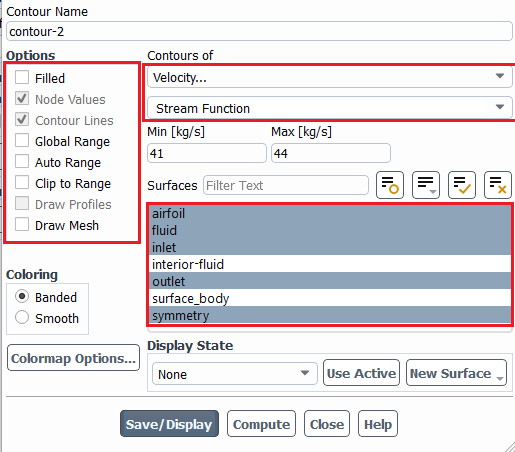 Contour Name
contour-2
Options
Filled
Node Values
Contour Lines
Global Range
Auto Range
Clip to Range
Draw Profiles
Draw Mesh
Coloring
Banded
Smooth
Colormap Options...
Contours of
Velocity...
Stream Function
Min [kg/s] Max [kg/s]
41 44
Surfaces Filter Text
airfoil
fluid
inlet
interior-fluid
outlet
surface_body
symmetry
Display State
None Use Active New Surface
Save/Display Compute Close Help